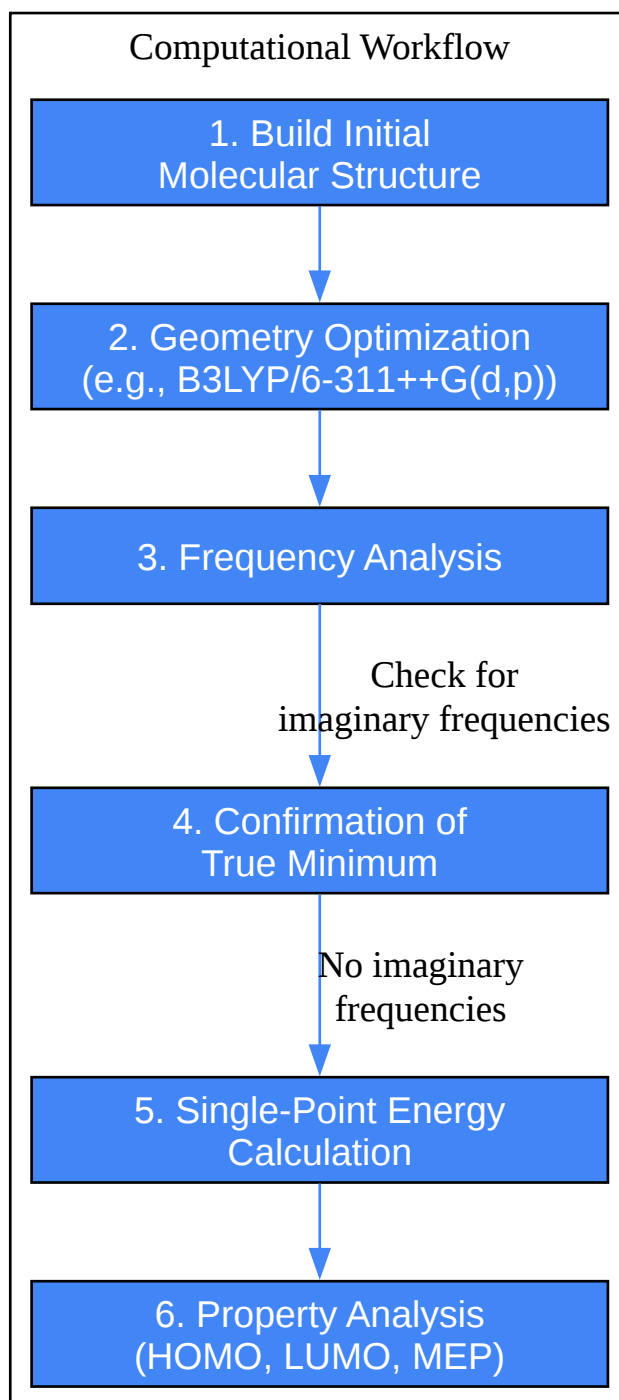 Computational Workflow
1. Build Initial
Molecular Structure
2. Geometry Optimization
(e.g., B3LYP/6-311++G(d,p))
3. Frequency Analysis
Check for
imaginary frequencies
4. Confirmation of
True Minimum
No imaginary
frequencies
5. Single-Point Energy
Calculation
6. Property Analysis
(HOMO, LUMO, MEP)